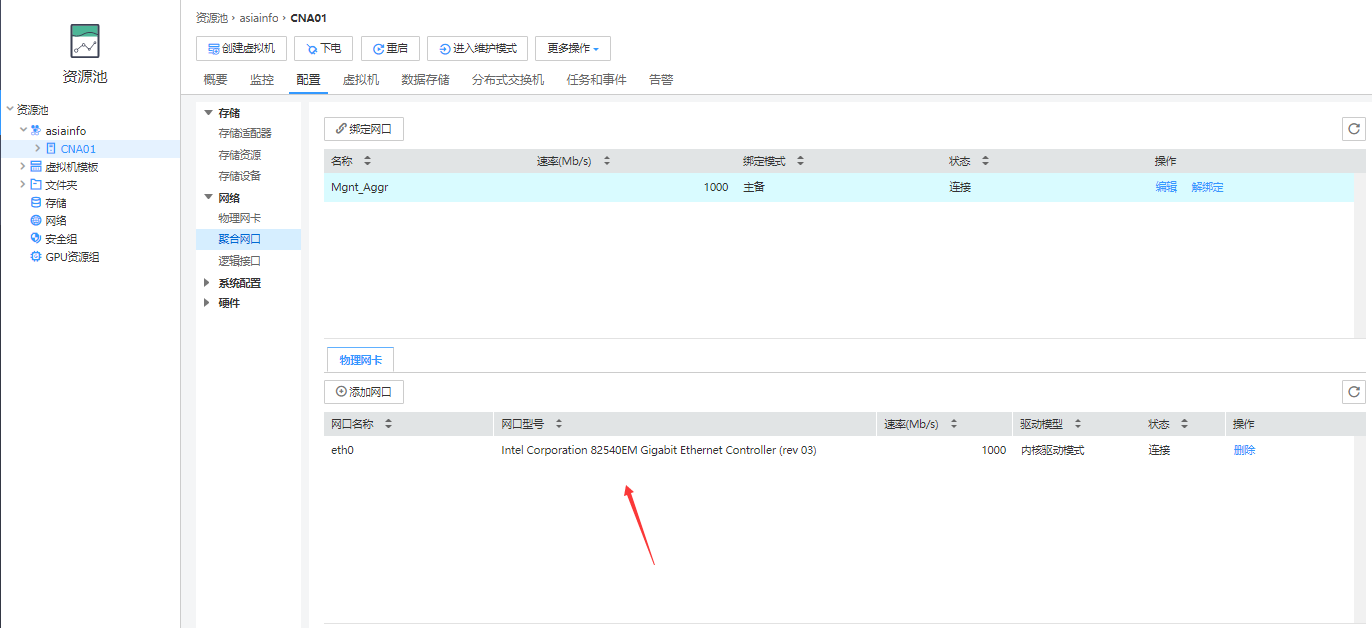 资源池 › asiainfo › CNA01
创建虚拟机 下电 重启 进入维护模式 更多操作
概要 监控 配置 虚拟机 数据存储 分布式交换机 任务和事件 告警
资源池
资源池
asiainfo
CNA01
虚拟机模板
文件夹
存储
网络
安全组
GPU资源组
存储
存储适配器
存储资源
存储设备
网络
物理网卡
聚合网口
逻辑接口
系统配置
硬件
绑定网口
名称 速率(Mb/s) 绑定模式 状态 操作
Mgnt_Aggr 1000 主备 连接 编辑 解绑定
物理网卡
添加网口
网口名称 网口型号 速率(Mb/s) 驱动模型 状态 操作
eth0 Intel Corporation 82540EM Gigabit Ethernet Controller (rev 03) 1000 内核驱动模式 连接 删除